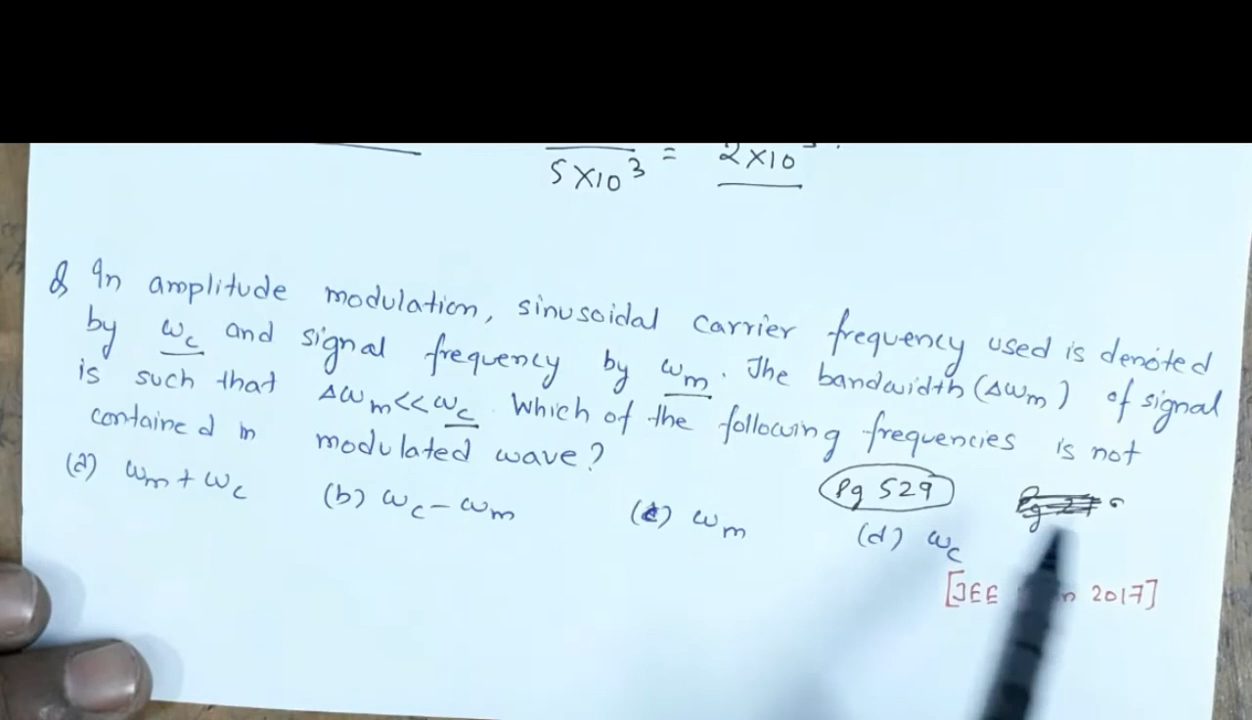 5×10³ = 2×10
Q In amplitude modulation, sinusoidal carrier frequency used is denoted
by ωc and signal frequency by ωm. The bandwidth (Δωm) of signal
is such that Δωm<<ωc. Which of the following frequencies is not
contained in modulated wave?
Pg 529
(a) ωm + ωc (b) ωc − ωm (c) ωm (d) ωc
[JEE 2017]